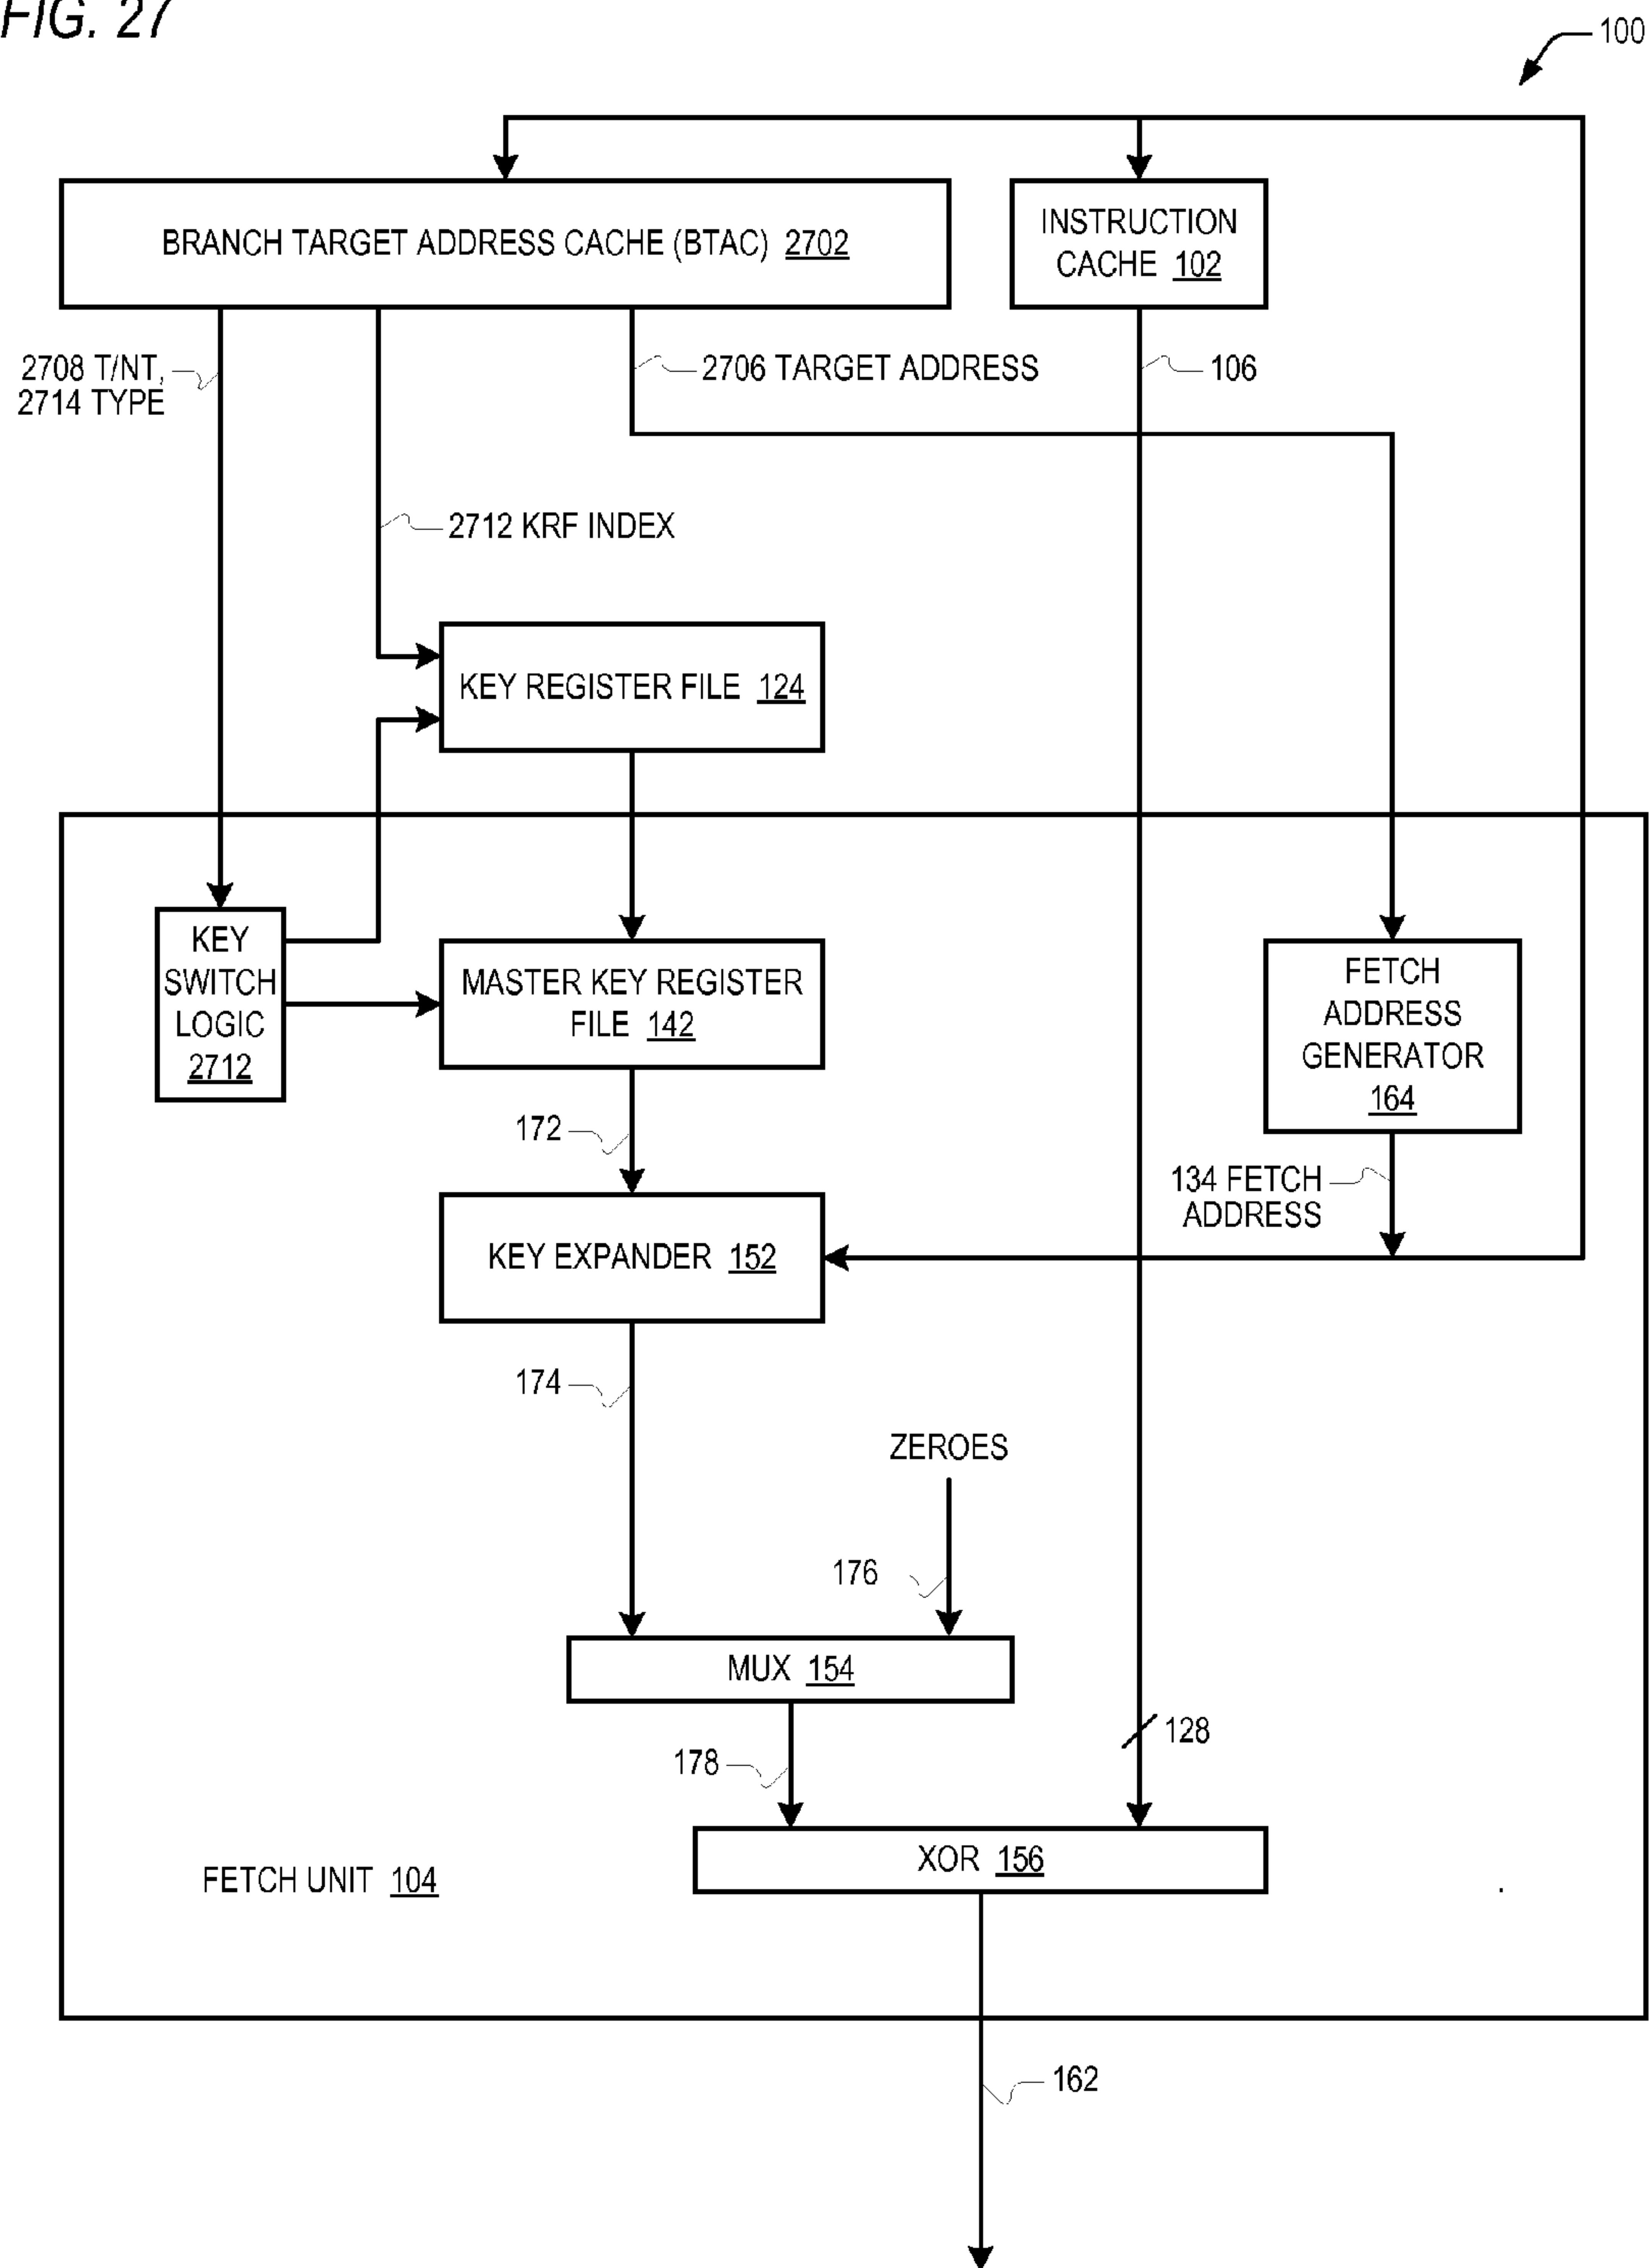 FIG. 27
100
BRANCH TARGET ADDRESS CACHE (BTAC) 2702
INSTRUCTION
CACHE 102
2708 T/NT,
2714 TYPE
2706 TARGET ADDRESS
106
2712 KRF INDEX
KEY REGISTER FILE 124
KEY
SWITCH
LOGIC
2712
MASTER KEY REGISTER
FILE 142
FETCH
ADDRESS
GENERATOR
164
172
134 FETCH
ADDRESS
KEY EXPANDER 152
174
ZEROES
176
MUX 154
128
178
XOR 156
FETCH UNIT 104
162